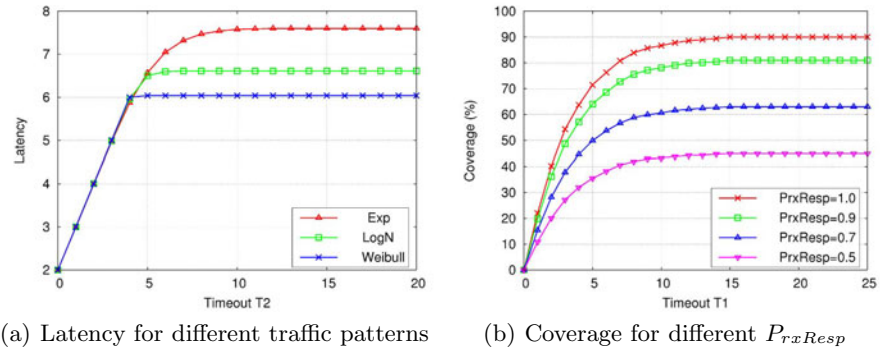 8
7
6
5
4
3
2
Latency
0 5 10 15 20
Timeout T2
Exp
LogN
Weibull
(a) Latency for different traffic patterns
100
90
80
70
60
50
40
30
20
10
0
Coverage (%)
0 5 10 15 20 25
Timeout T1
PrxResp=1.0
PrxResp=0.9
PrxResp=0.7
PrxResp=0.5
(b) Coverage for different PrxResp